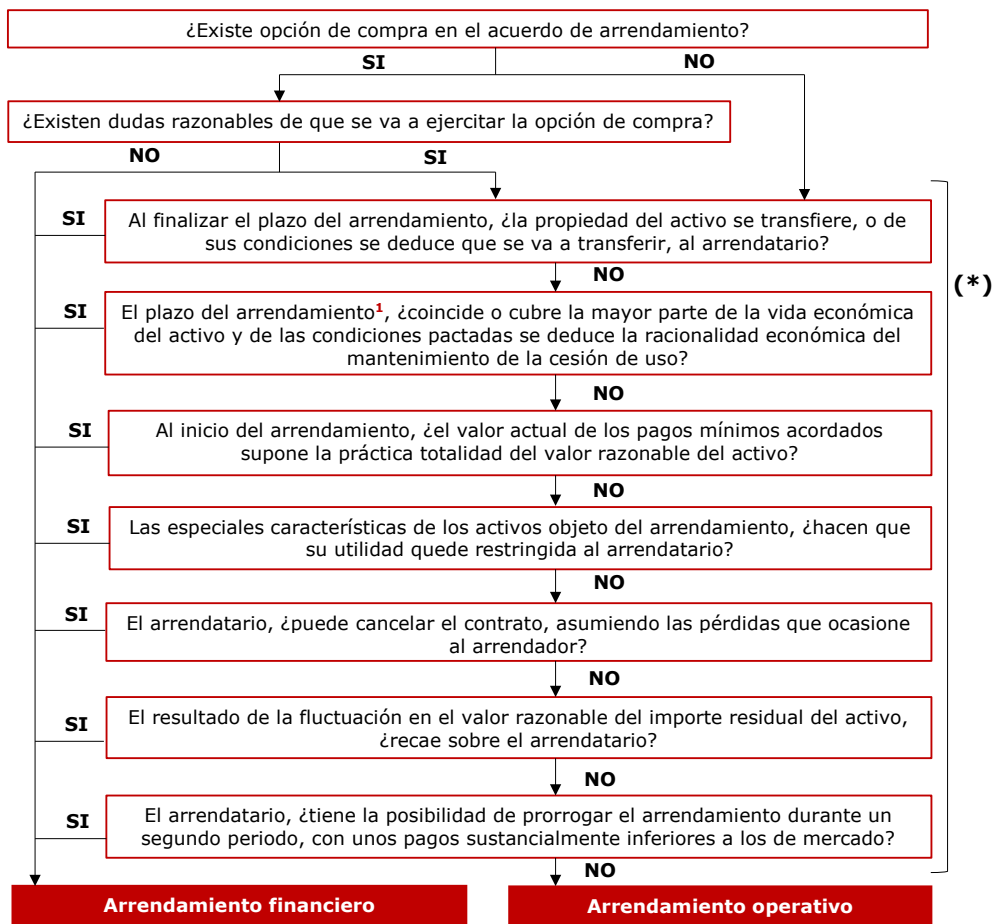 ¿Existe opción de compra en el acuerdo de arrendamiento?
SI
NO
¿Existen dudas razonables de que se va a ejercitar la opción de compra?
NO
SI
SI
Al finalizar el plazo del arrendamiento, ¿la propiedad del activo se transfiere, o de
sus condiciones se deduce que se va a transferir, al arrendatario?
NO
(*)
SI
El plazo del arrendamiento¹, ¿coincide o cubre la mayor parte de la vida económica
del activo y de las condiciones pactadas se deduce la racionalidad económica del
mantenimiento de la cesión de uso?
NO
SI
Al inicio del arrendamiento, ¿el valor actual de los pagos mínimos acordados
supone la práctica totalidad del valor razonable del activo?
NO
SI
Las especiales características de los activos objeto del arrendamiento, ¿hacen que
su utilidad quede restringida al arrendatario?
NO
SI
El arrendatario, ¿puede cancelar el contrato, asumiendo las pérdidas que ocasione
al arrendador?
NO
SI
El resultado de la fluctuación en el valor razonable del importe residual del activo,
¿recae sobre el arrendatario?
NO
SI
El arrendatario, ¿tiene la posibilidad de prorrogar el arrendamiento durante un
segundo periodo, con unos pagos sustancialmente inferiores a los de mercado?
NO
Arrendamiento financiero
Arrendamiento operativo